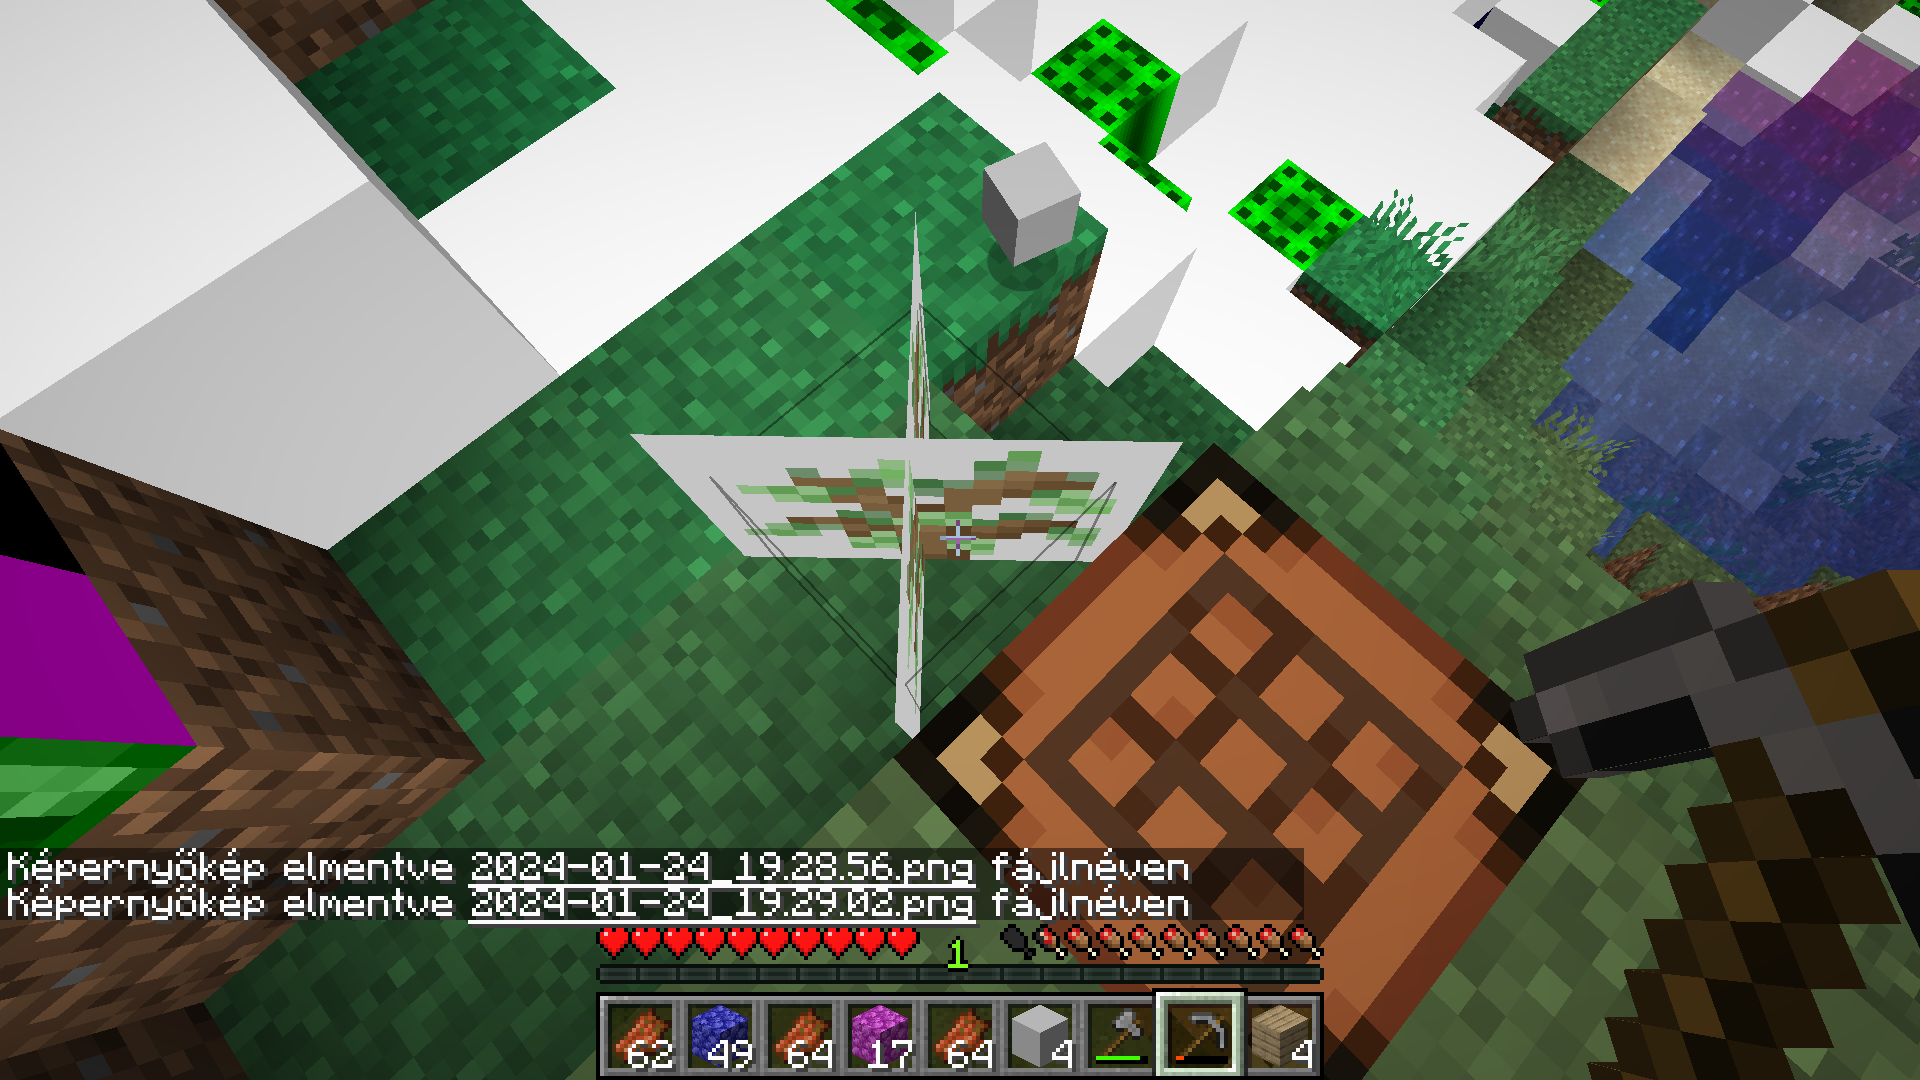 Képernyőkép elmentve 2024-01-24_19.28.56.png fájlnéven
Képernyőkép elmentve 2024-01-24_19.29.02.png fájlnéven
1
62 49 64 17 64 4 4